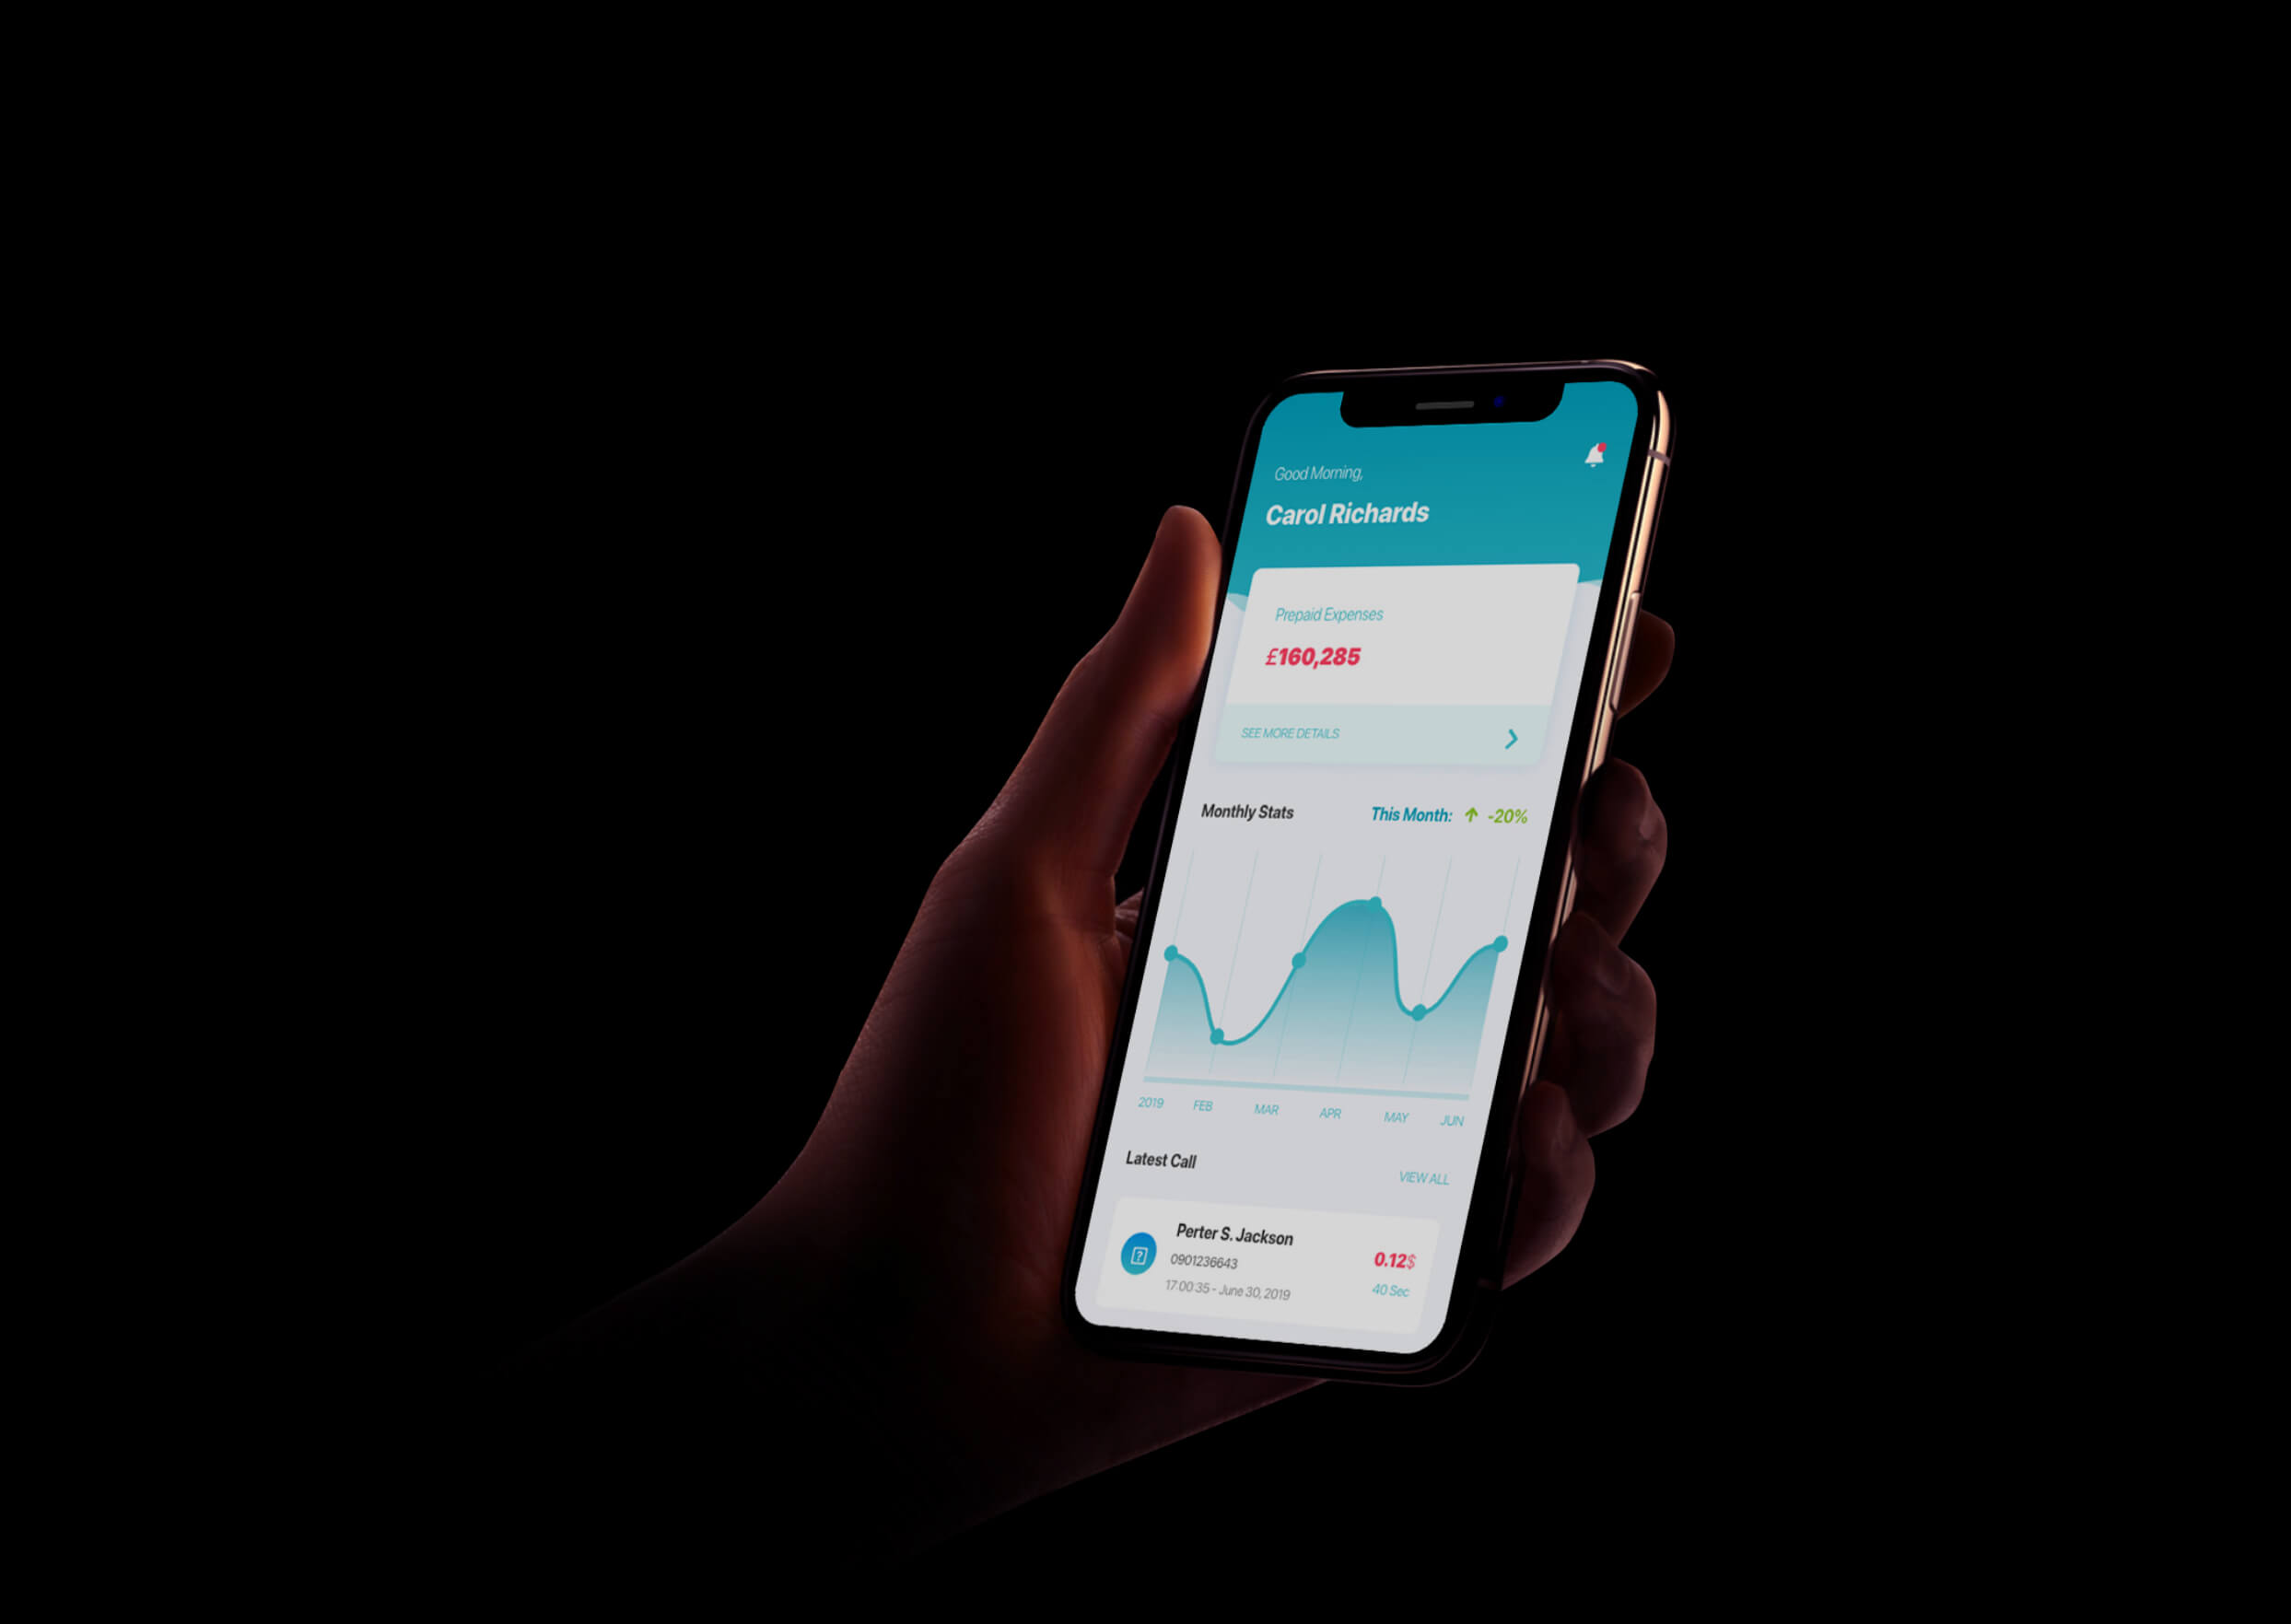 Good Morning,
Carol Richards
Prepaid Expenses
£160,285
SEE MORE DETAILS
Monthly Stats
This Month: ↑ -20%
2019 FEB MAR APR MAY JUN
Latest Call
VIEW ALL
Perter S. Jackson
0901236643
0.12$
17:00:35 - June 30, 2019
40 Sec